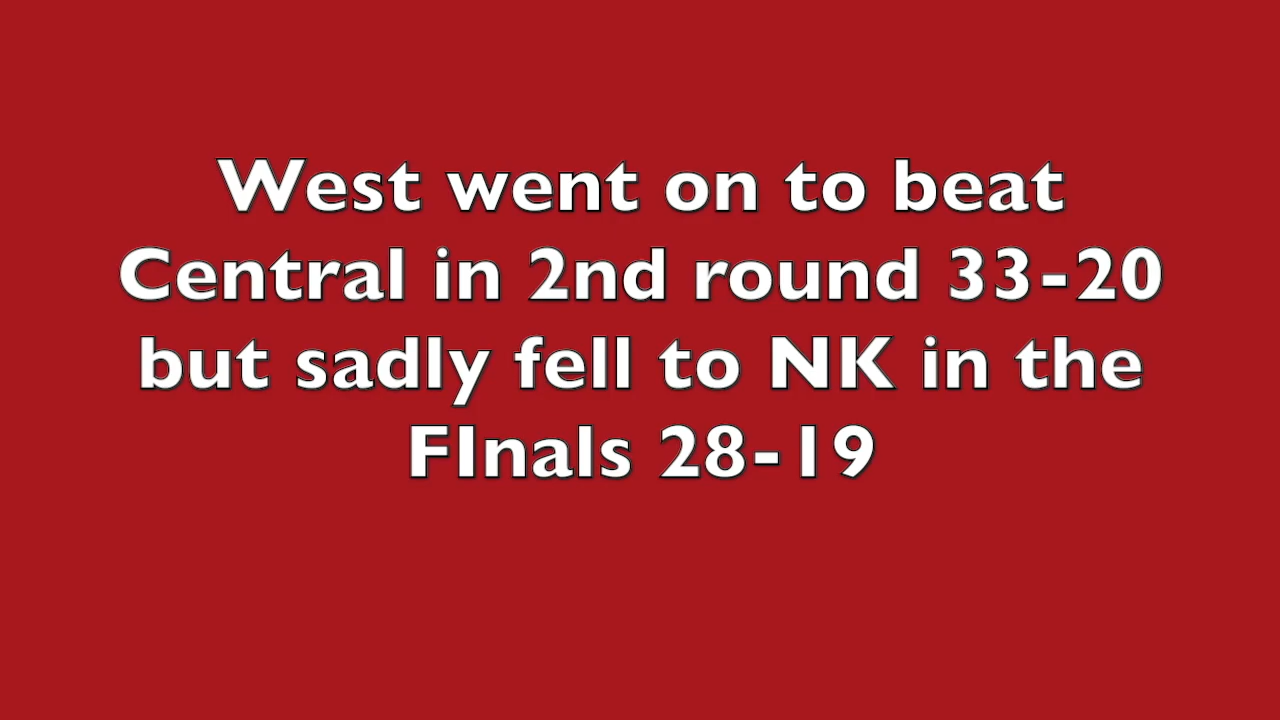 West went on to beat
Central in 2nd round 33-20
but sadly fell to NK in the
FInals 28-19